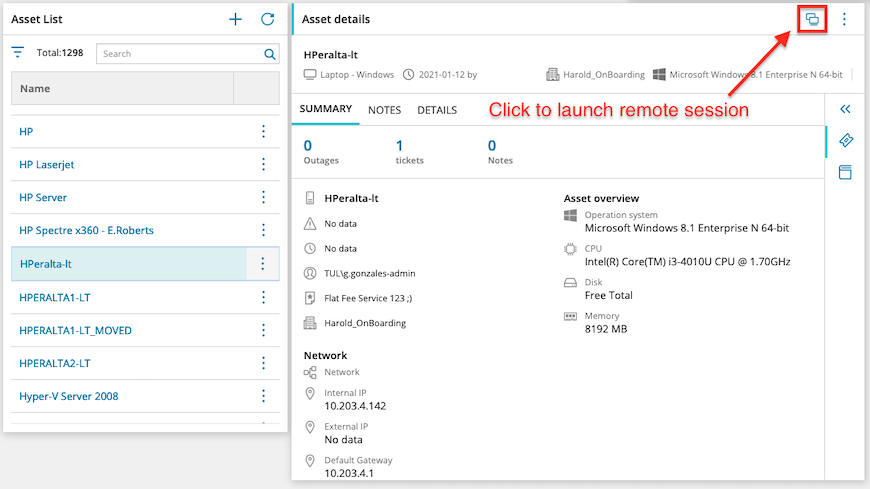 Asset List
Total:1298
Search
Name
HP
HP Laserjet
HP Server
HP Spectre x360 - E.Roberts
HPeralta-lt
HPERALTA1-LT
HPERALTA1-LT_MOVED
HPERALTA2-LT
Hyper-V Server 2008
Asset details
HPeralta-lt
Laptop - Windows 2021-01-12 by Harold_OnBoarding Microsoft Windows 8.1 Enterprise N 64-bit
SUMMARY NOTES DETAILS
Click to launch remote session
0 1 0
Outages tickets Notes
HPeralta-lt
No data
No data
TUL\g.gonzales-admin
Flat Fee Service 123 ;)
Harold_OnBoarding
Asset overview
Operation system
Microsoft Windows 8.1 Enterprise N 64-bit
CPU
Intel(R) Core(TM) i3-4010U CPU @ 1.70GHz
Disk
Free Total
Memory
8192 MB
Network
Network
Internal IP
10.203.4.142
External IP
No data
Default Gateway
10.203.4.1